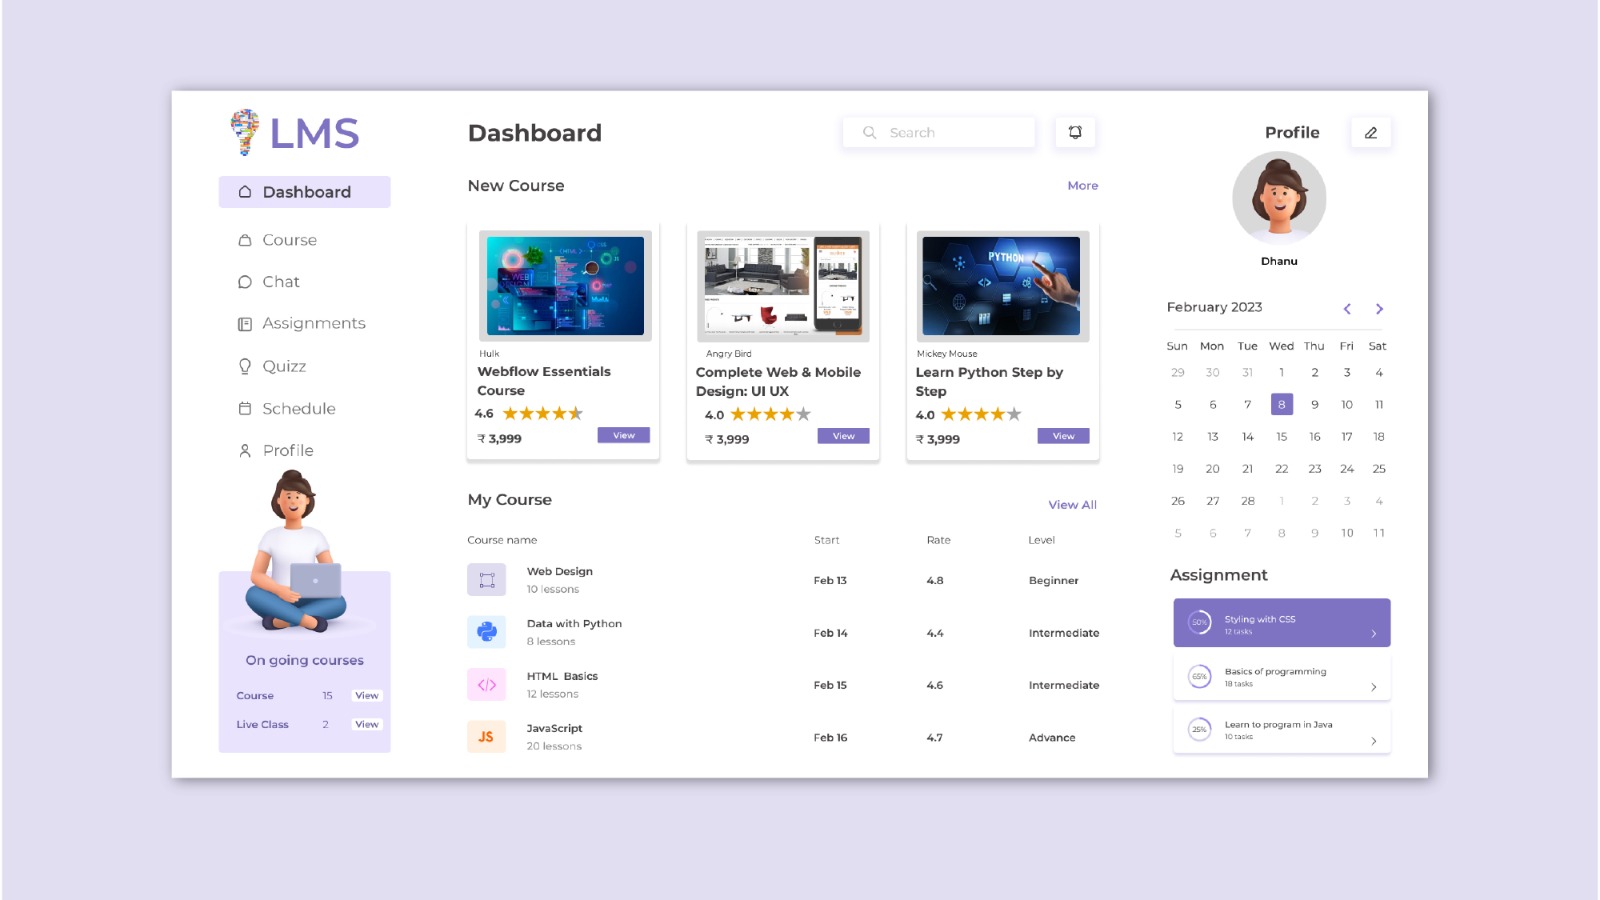 LMS
Dashboard
Course
Chat
Assignments
Quizz
Schedule
Profile
On going courses
Course 15 View
Live Class 2 View
Dashboard
Search
New Course
More
Hulk
Webflow Essentials
Course
4.6
₹ 3,999
View
Angry Bird
Complete Web & Mobile
Design: UI UX
4.0
₹ 3,999
View
PYTHON
Mickey Mouse
Learn Python Step by
Step
4.0
₹ 3,999
View
My Course
View All
Course name Start Rate Level
Web Design
10 lessons
Feb 13 4.8 Beginner
Data with Python
8 lessons
Feb 14 4.4 Intermediate
</>
HTML Basics
12 lessons
Feb 15 4.6 Intermediate
JS
JavaScript
20 lessons
Feb 16 4.7 Advance
Profile
Dhanu
February 2023
Sun Mon Tue Wed Thu Fri Sat
29 30 31 1 2 3 4
5 6 7 8 9 10 11
12 13 14 15 16 17 18
19 20 21 22 23 24 25
26 27 28 1 2 3 4
5 6 7 8 9 10 11
Assignment
50%
Styling with CSS
12 tasks
65%
Basics of programming
18 tasks
25%
Learn to program in Java
10 tasks